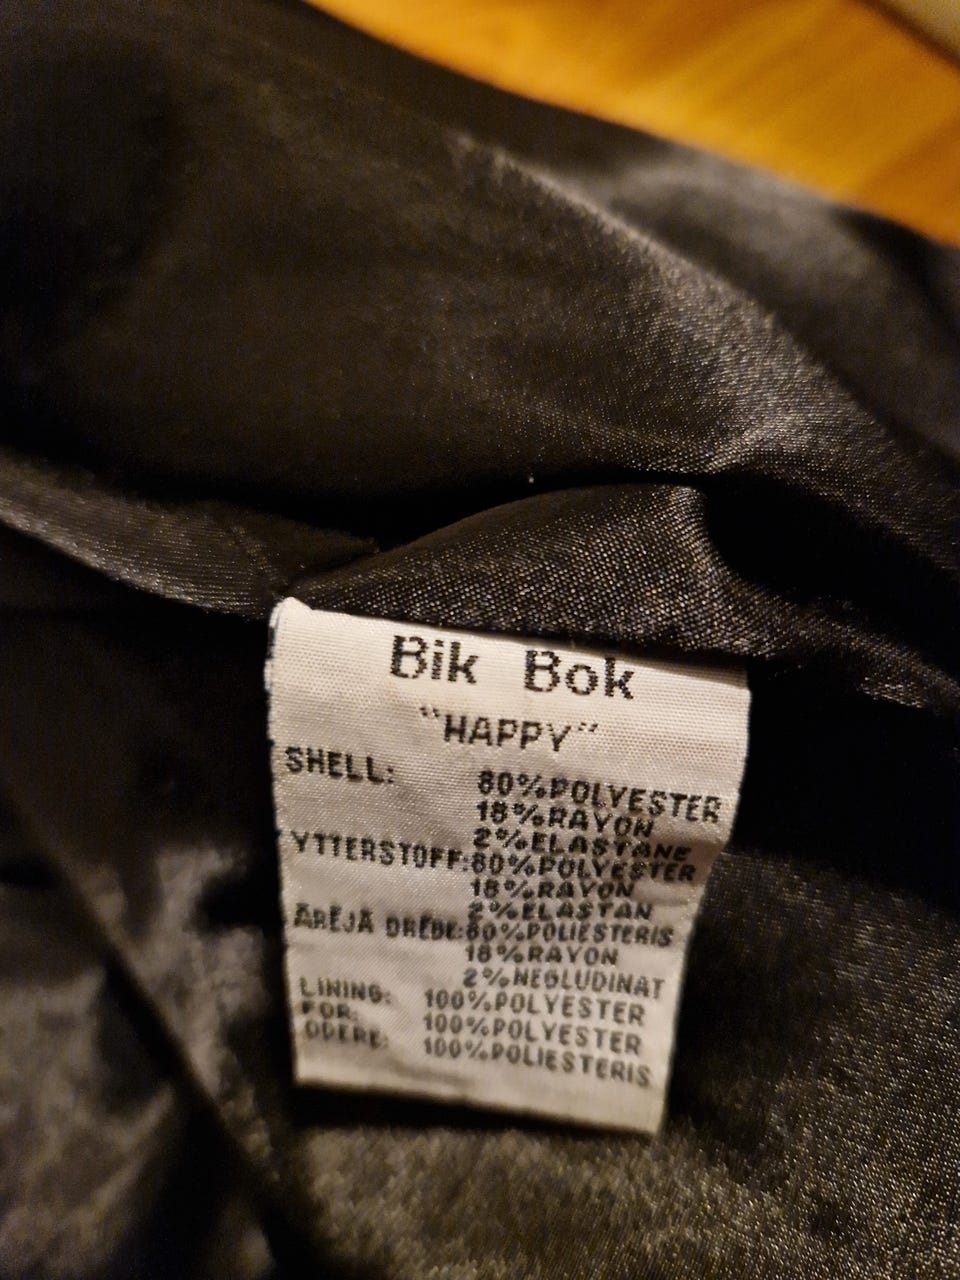 Bik Bok
"HAPPY"
SHELL: 80%POLYESTER
18%RAYON
2%ELASTANE
YTTERSTOFF:80%POLYESTER
18%RAYON
2%ELASTAN
ĀRĒJĀ DRĒBE:80%POLIESTERIS
18%RAYON
2%NEGLUDINAT
LINING: 100%POLYESTER
FOR: 100%POLYESTER
ODERE: 100%POLIESTERIS